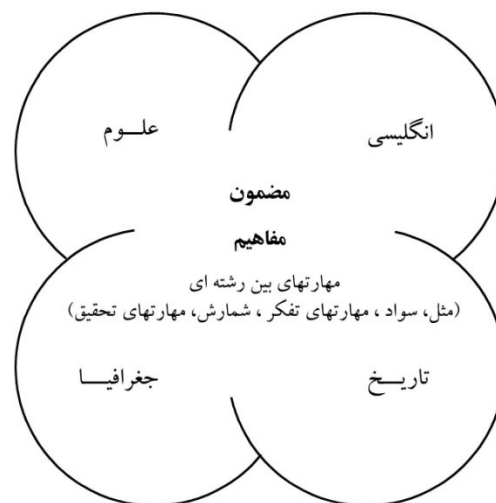 انگلیسی
علـــوم
مضمون
مفاهیم
مهارتهای بین رشته ای
(مثل، سواد ، مهارتهای تفکر ، شمارش، مهارتهای تحقیق)
تاریـــخ
جغرافیـــا